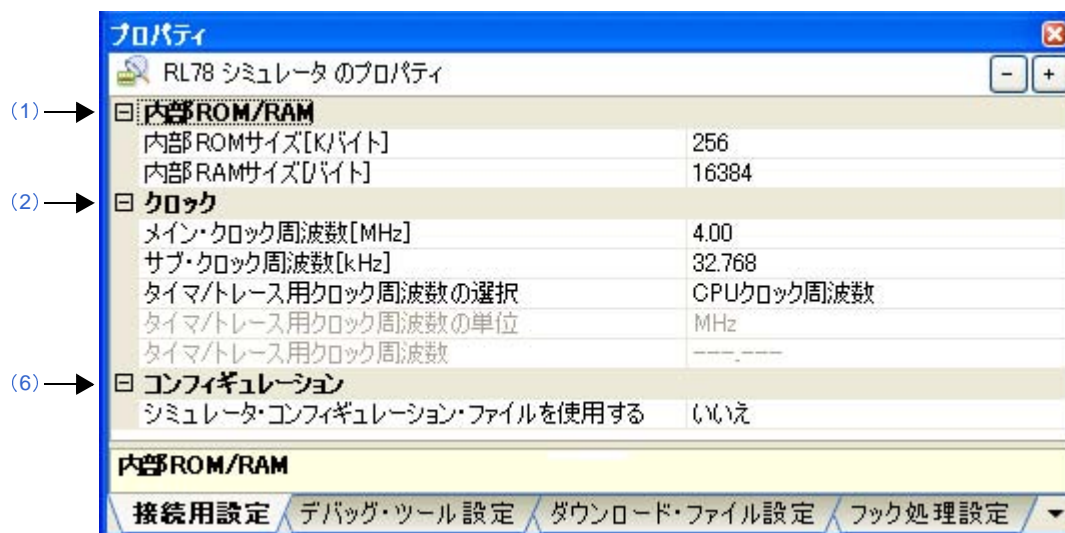 プロパティ
RL78 シミュレータ のプロパティ
- +
(1) 内部ROM/RAM
内部ROMサイズ[Kバイト] 256
内部RAMサイズ[バイト] 16384
(2) クロック
メイン・クロック周波数[MHz] 4.00
サブ・クロック周波数[kHz] 32.768
タイマ/トレース用クロック周波数の選択 CPUクロック周波数
タイマ/トレース用クロック周波数の単位 MHz
タイマ/トレース用クロック周波数 ---.---
(6) コンフィギュレーション
シミュレータ・コンフィギュレーション・ファイルを使用する いいえ
内部ROM/RAM
接続用設定 デバッグ・ツール設定 ダウンロード・ファイル設定 フック処理設定